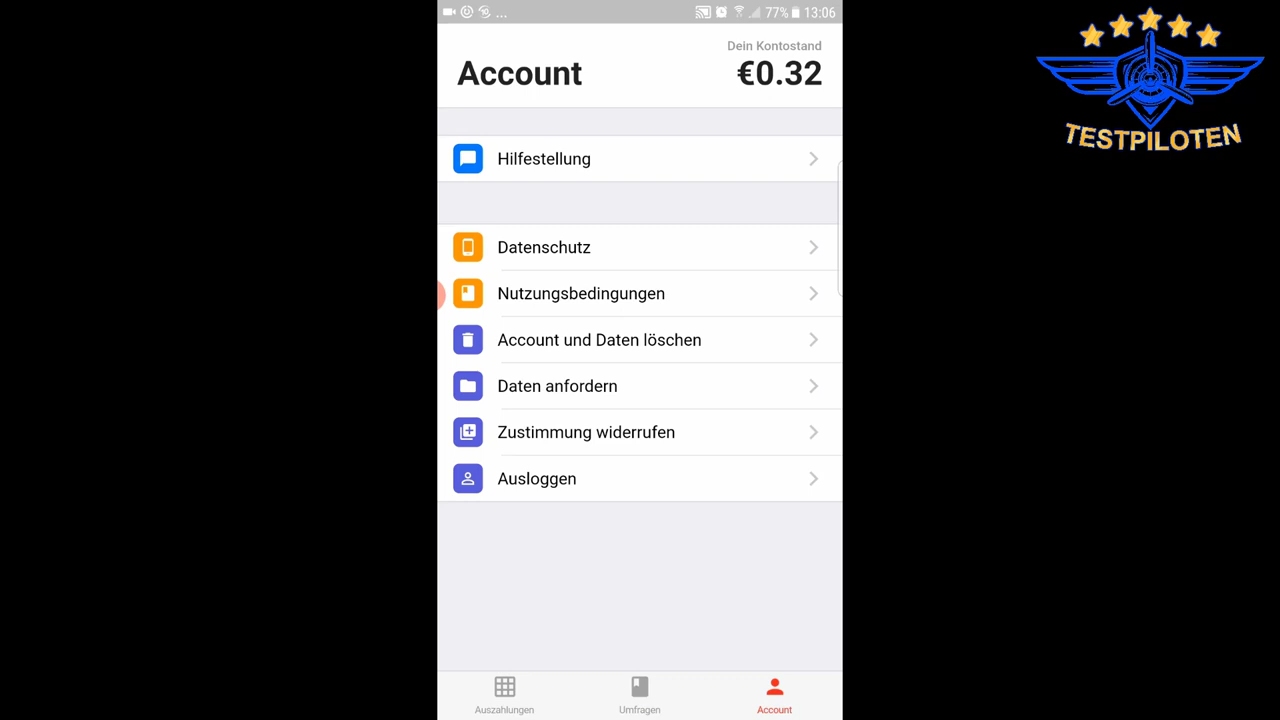 ... 77% 13:06
Dein Kontostand
Account €0.32
Hilfestellung
Datenschutz
Nutzungsbedingungen
Account und Daten löschen
Daten anfordern
Zustimmung widerrufen
Ausloggen
Auszahlungen Umfragen Account
TESTPILOTEN